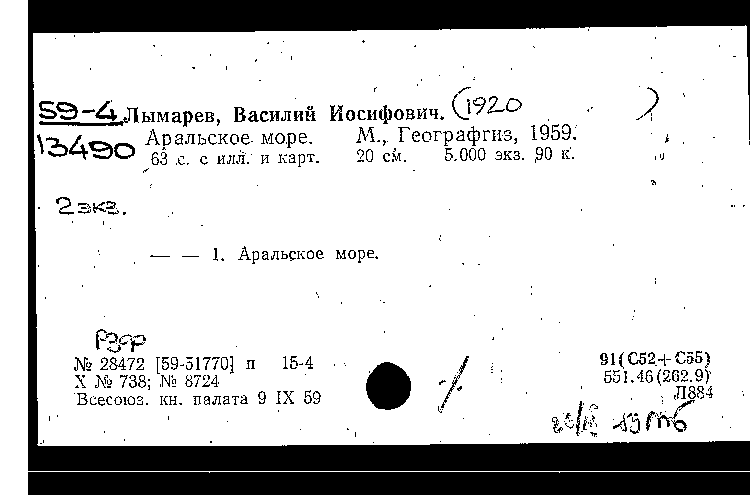 59-4 Лымарев, Василий Иосифович. (1920 )
13490 Аральское море. М., Географгиз, 1959.
63 с. с илл. и карт. 20 см. 5.000 экз. 90 к.
2 экз.
— — 1. Аральское море.
№ 28472 [59-51770] п 15-4
X № 738; № 8724
Всесоюз. кн. палата 9 IX 59
91(С52+С55)
551.46(262.9)
Л884